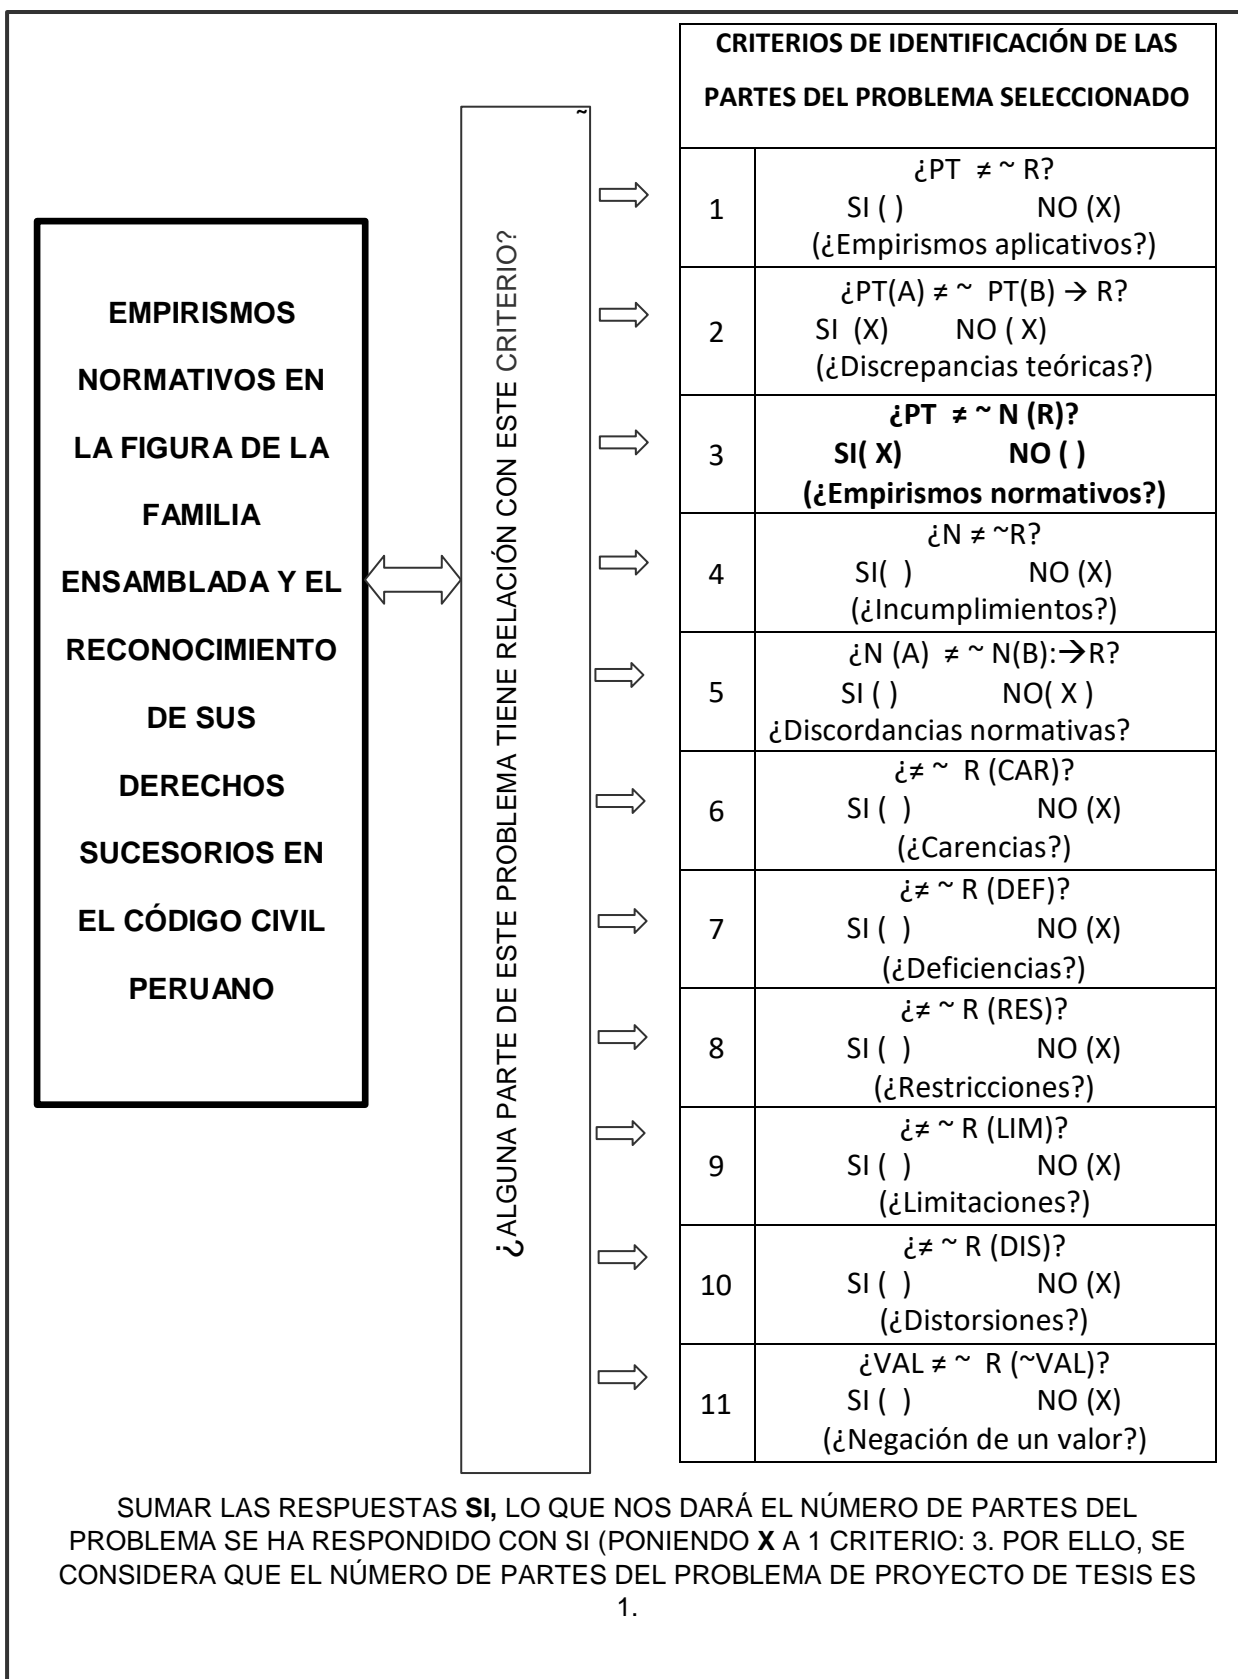 CRITERIOS DE IDENTIFICACIÓN DE LAS
PARTES DEL PROBLEMA SELECCIONADO
~
EMPIRISMOS
NORMATIVOS EN
LA FIGURA DE LA
FAMILIA
ENSAMBLADA Y EL
RECONOCIMIENTO
DE SUS
DERECHOS
SUCESORIOS EN
EL CÓDIGO CIVIL
PERUANO
¿ALGUNA PARTE DE ESTE PROBLEMA TIENE RELACIÓN CON ESTE CRITERIO?
1
¿PT ≠ ~ R?
SI ( ) NO (X)
(¿Empirismos aplicativos?)
2
¿PT(A) ≠ ~ PT(B) → R?
SI (X) NO ( X)
(¿Discrepancias teóricas?)
3
¿PT ≠ ~ N (R)?
SI( X) NO ( )
(¿Empirismos normativos?)
4
¿N ≠ ~R?
SI( ) NO (X)
(¿Incumplimientos?)
5
¿N (A) ≠ ~ N(B):→R?
SI ( ) NO( X )
¿Discordancias normativas?
6
¿≠ ~ R (CAR)?
SI ( ) NO (X)
(¿Carencias?)
7
¿≠ ~ R (DEF)?
SI ( ) NO (X)
(¿Deficiencias?)
8
¿≠ ~ R (RES)?
SI ( ) NO (X)
(¿Restricciones?)
9
¿≠ ~ R (LIM)?
SI ( ) NO (X)
(¿Limitaciones?)
10
¿≠ ~ R (DIS)?
SI ( ) NO (X)
(¿Distorsiones?)
11
¿VAL ≠ ~ R (~VAL)?
SI ( ) NO (X)
(¿Negación de un valor?)
SUMAR LAS RESPUESTAS SI, LO QUE NOS DARÁ EL NÚMERO DE PARTES DEL
PROBLEMA SE HA RESPONDIDO CON SI (PONIENDO X A 1 CRITERIO: 3. POR ELLO, SE
CONSIDERA QUE EL NÚMERO DE PARTES DEL PROBLEMA DE PROYECTO DE TESIS ES
1.